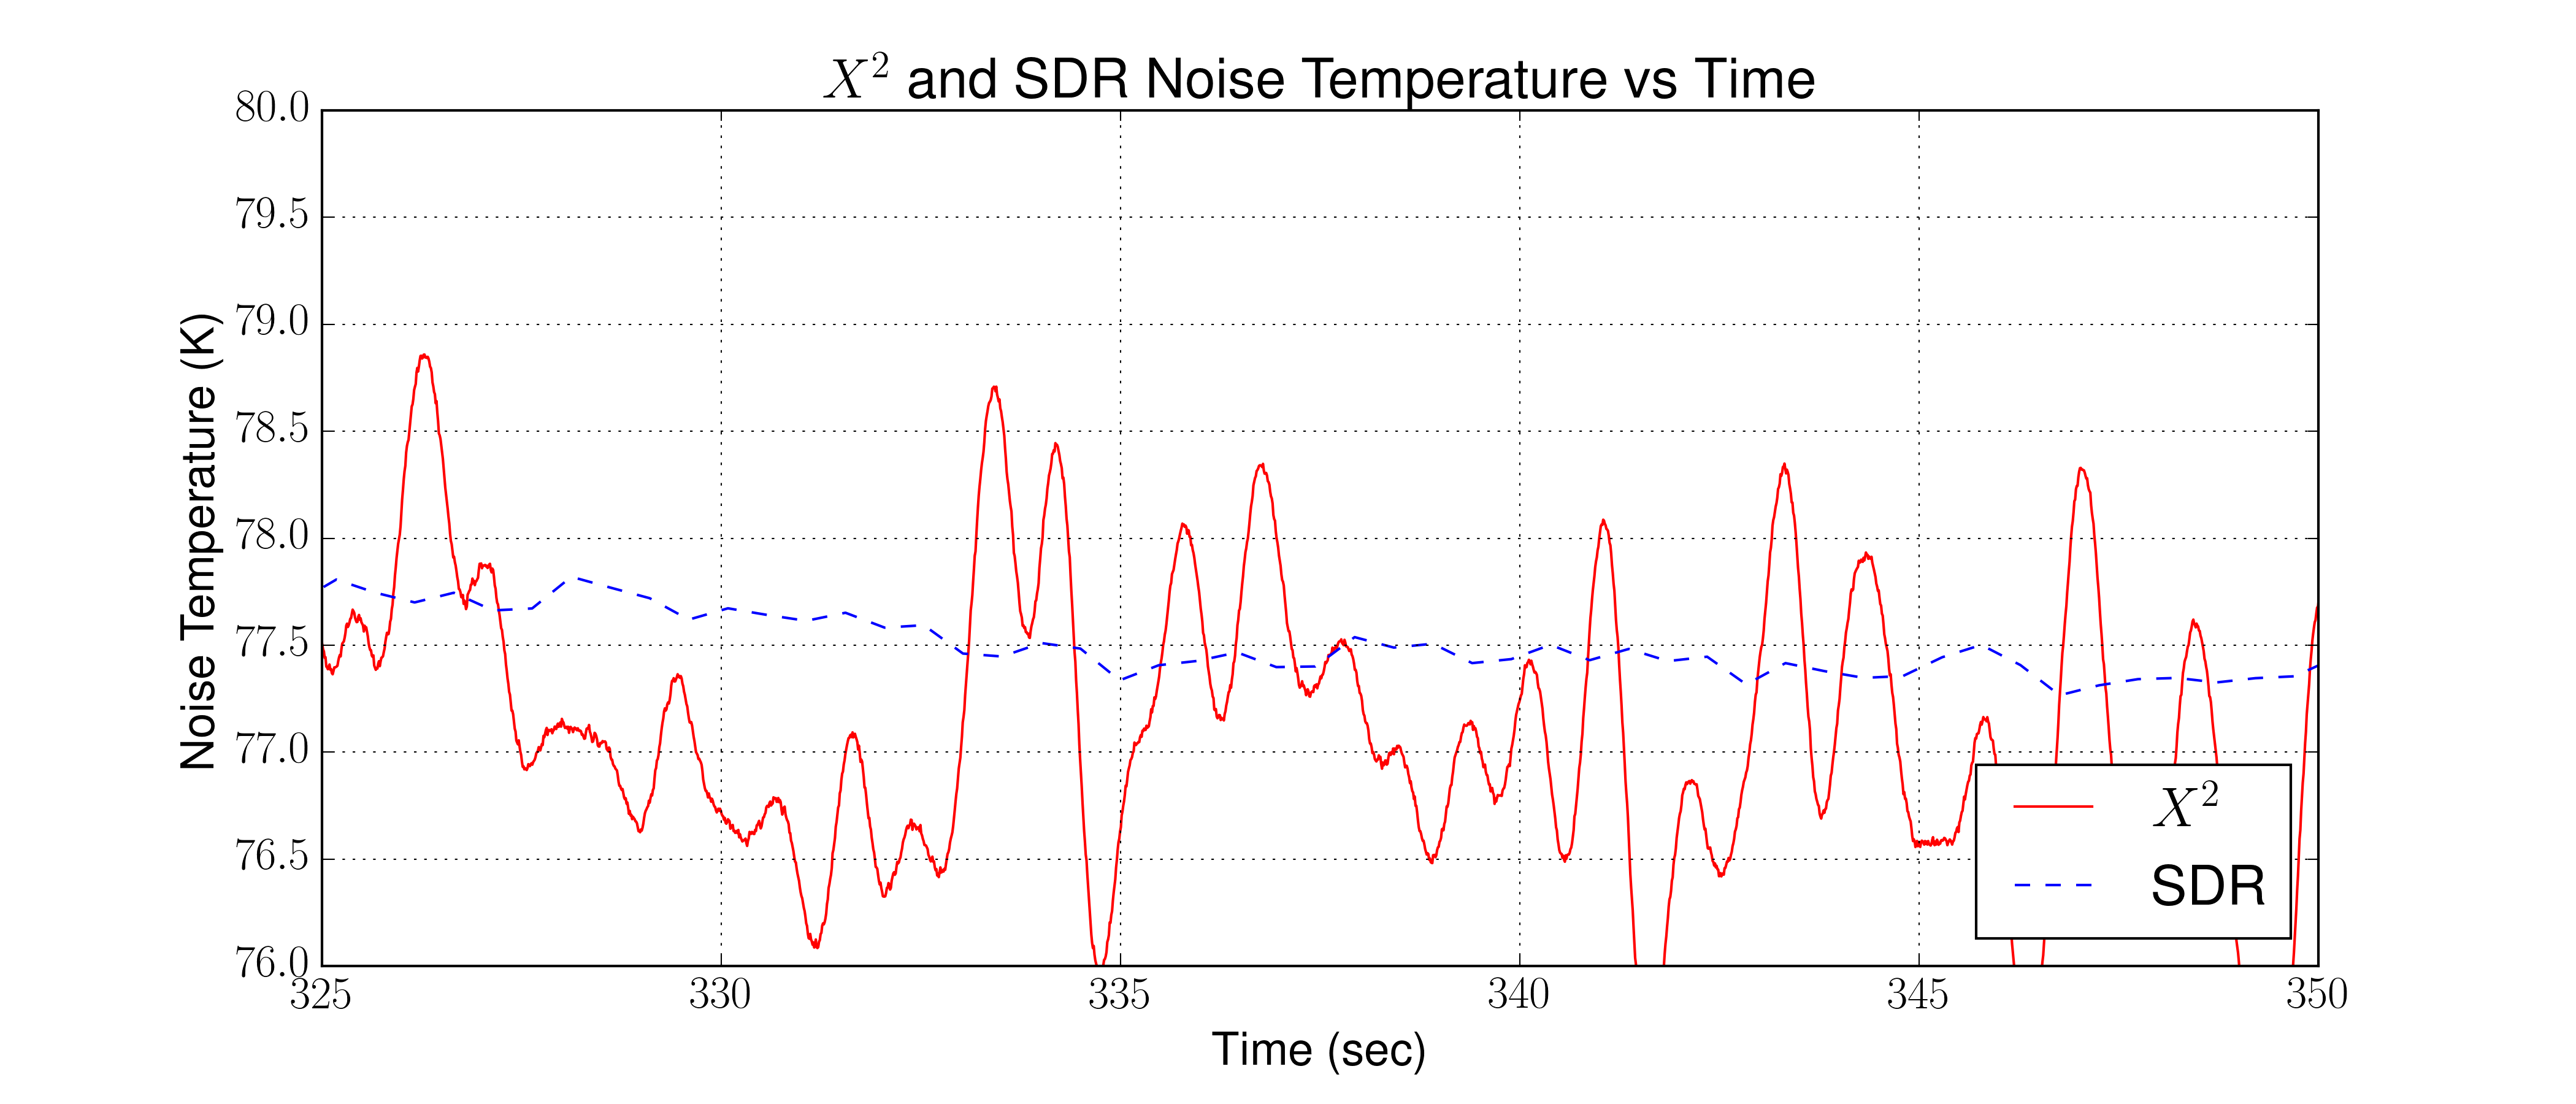 X² and SDR Noise Temperature vs Time
Noise Temperature (K)
80.0
79.5
79.0
78.5
78.0
77.5
77.0
76.5
76.0
325 330 335 340 345 350
Time (sec)
X²
SDR